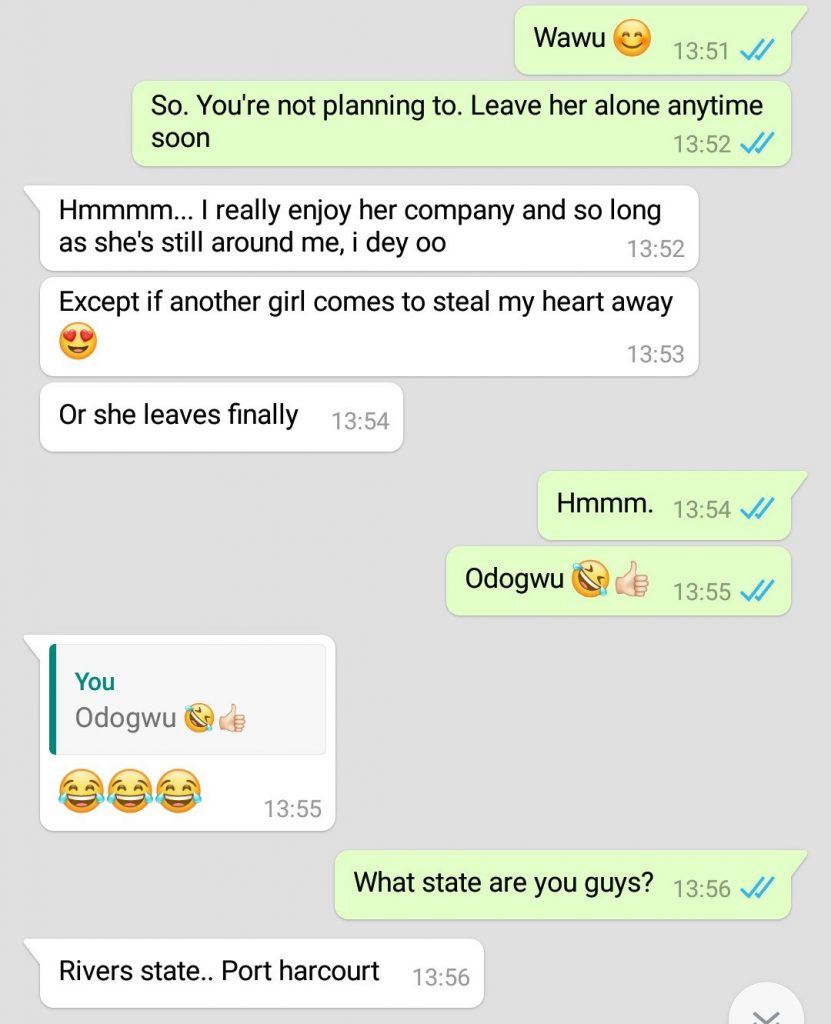 Wawu 😊 13:51
So. You're not planning to. Leave her alone anytime
soon 13:52
Hmmmm... I really enjoy her company and so long
as she's still around me, i dey oo 13:52
Except if another girl comes to steal my heart away
😍 13:53
Or she leaves finally 13:54
Hmmm. 13:54
Odogwu 🤣👍🏻 13:55
You
Odogwu 🤣👍🏻
😂😂😂 13:55
What state are you guys? 13:56
Rivers state.. Port harcourt 13:56